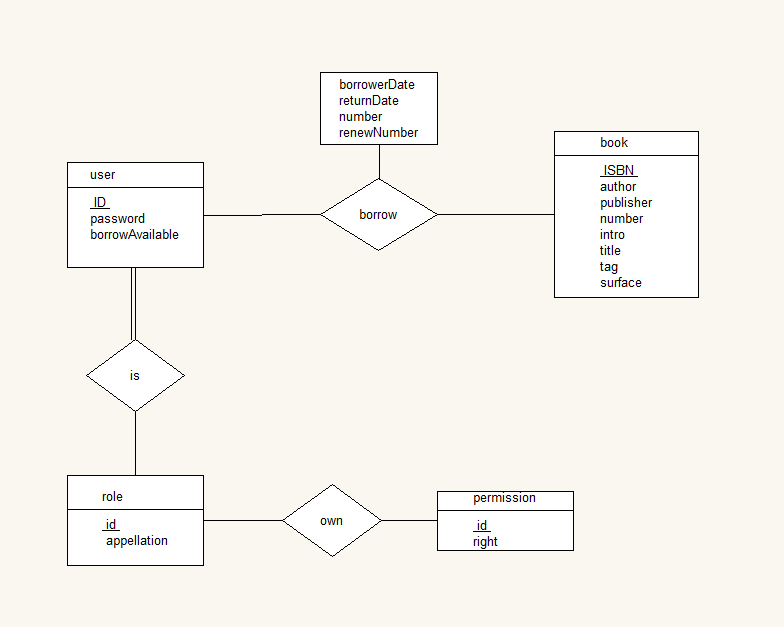 borrowerDate
returnDate
number
renewNumber
book
ISBN
author
publisher
number
intro
title
tag
surface
user
ID
password
borrowAvailable
borrow
is
role
id
appellation
own
permission
id
right